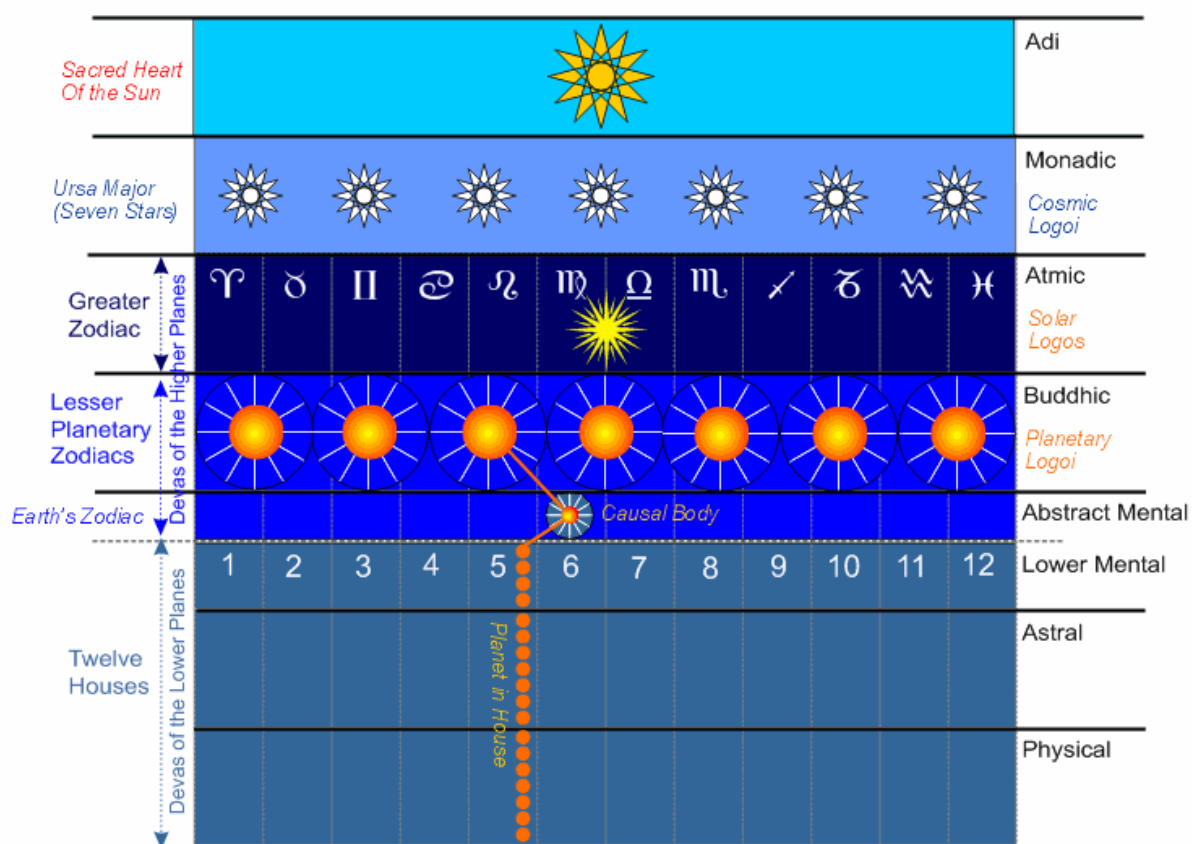 Adi
Sacred Heart
Of the Sun
Monadic
Ursa Major
(Seven Stars)
Cosmic
Logoi
♈ ♉ ♊ ♋ ♌ ♍ ♎ ♏ ♐ ♑ ♒ ♓
Atmic
Greater
Zodiac
Solar
Logos
Devas of the Higher Planes
Buddhic
Lesser
Planetary
Zodiacs
Planetary
Logoi
Earth's Zodiac
Causal Body
Abstract Mental
1 2 3 4 5 6 7 8 9 10 11 12
Lower Mental
Astral
Twelve
Houses
Devas of the Lower Planes
Planet in House
Physical